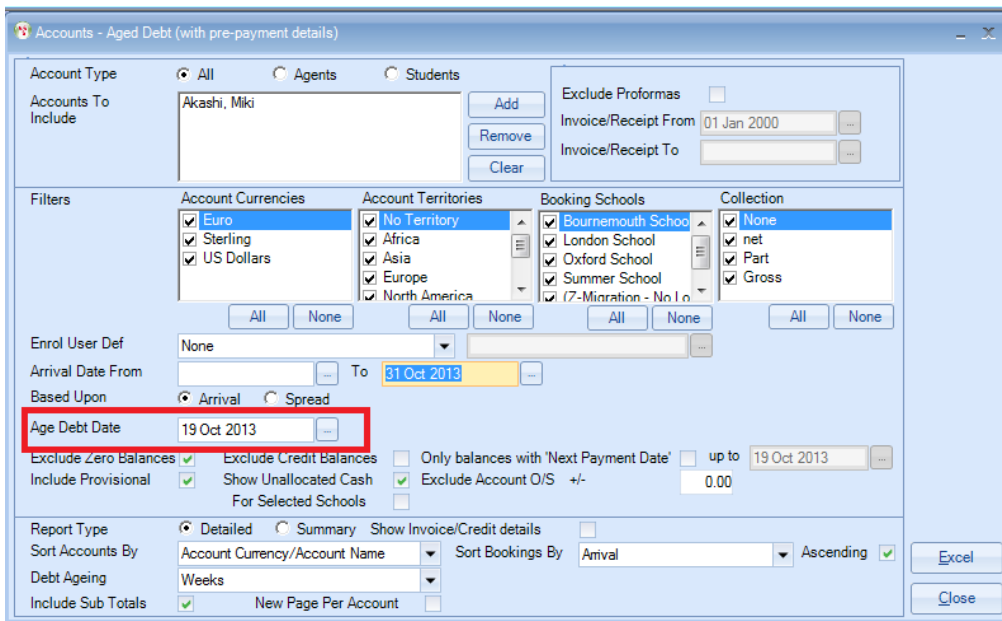 Accounts - Aged Debt (with pre-payment details)
Account Type All Agents Students
Accounts To Include
Akashi, Miki
Add
Remove
Clear
Exclude Proformas
Invoice/Receipt From 01 Jan 2000 ...
Invoice/Receipt To ...
Filters
Account Currencies
Euro
Sterling
US Dollars
All None
Account Territories
No Territory
Africa
Asia
Europe
North America
All None
Booking Schools
Bournemouth Schoo
London School
Oxford School
Summer School
(Z-Migration - No Lo
All None
Collection
None
net
Part
Gross
All None
Enrol User Def None ...
Arrival Date From ... To 31 Oct 2013 ...
Based Upon Arrival Spread
Age Debt Date 19 Oct 2013 ...
Exclude Zero Balances Exclude Credit Balances Only balances with 'Next Payment Date' up to 19 Oct 2013 ...
Include Provisional Show Unallocated Cash Exclude Account O/S +/- 0.00
For Selected Schools
Report Type Detailed Summary Show Invoice/Credit details
Sort Accounts By Account Currency/Account Name Sort Bookings By Arrival Ascending
Debt Ageing Weeks
Include Sub Totals New Page Per Account
Excel
Close